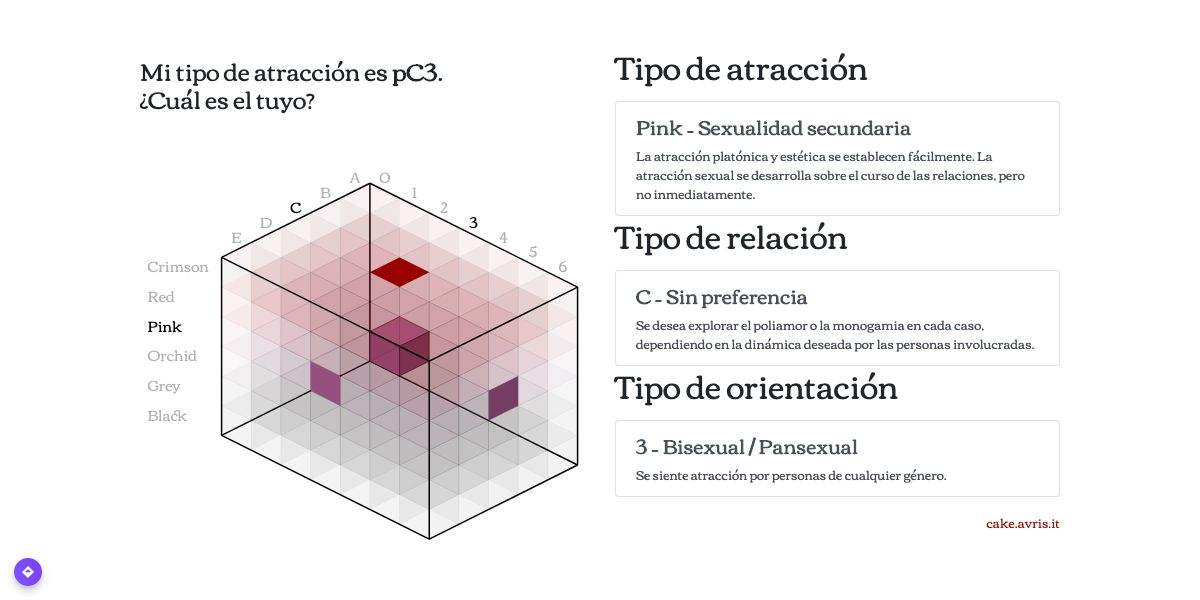 Mi tipo de atracción es pC3.
¿Cuál es el tuyo?
A O
B 1
C 2
D 3
E 4
5
6
Crimson
Red
Pink
Orchid
Grey
Black
Tipo de atracción
Pink - Sexualidad secundaria
La atracción platónica y estética se establecen fácilmente. La
atracción sexual se desarrolla sobre el curso de las relaciones, pero
no inmediatamente.
Tipo de relación
C - Sin preferencia
Se desea explorar el poliamor o la monogamia en cada caso,
dependiendo en la dinámica deseada por las personas involucradas.
Tipo de orientación
3 - Bisexual / Pansexual
Se siente atracción por personas de cualquier género.
cake.avris.it